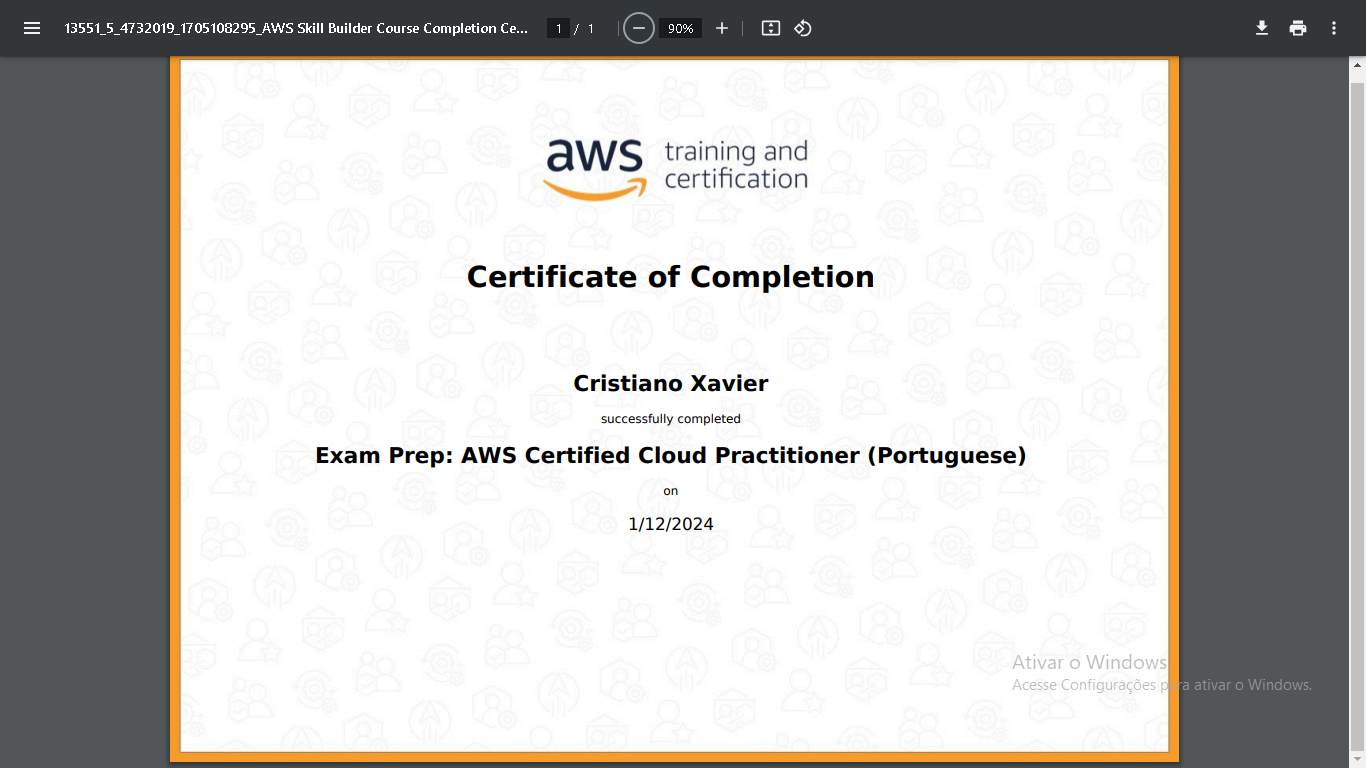 13551_5_4732019_1705108295_AWS Skill Builder Course Completion Ce...
1 / 1
90%
aws training and
certification
Certificate of Completion
Cristiano Xavier
successfully completed
Exam Prep: AWS Certified Cloud Practitioner (Portuguese)
on
1/12/2024
Ativar o Windows
Acesse Configurações para ativar o Windows.